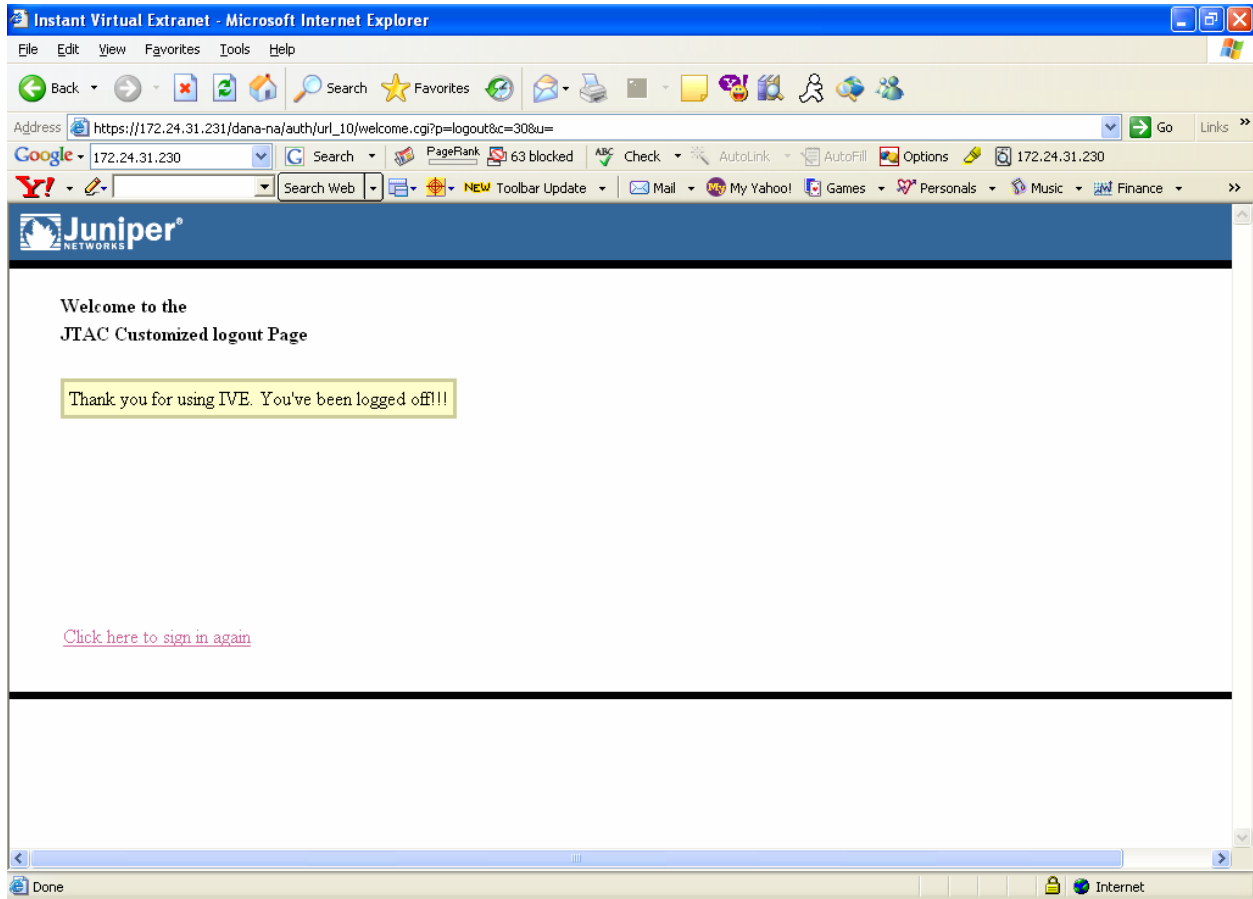 Instant Virtual Extranet - Microsoft Internet Explorer
File Edit View Favorites Tools Help
Back Search Favorites
Address https://172.24.31.231/dana-na/auth/url_10/welcome.cgi?p=logout&c=30&u= Go Links »
Google 172.24.31.230 G Search PageRank 63 blocked ABC Check AutoLink AutoFill Options 172.24.31.230
Y! Search Web NEW Toolbar Update Mail My Yahoo! Games Personals Music Finance »
Juniper®
NETWORKS
Welcome to the
JTAC Customized logout Page
Thank you for using IVE. You've been logged off!!!
Click here to sign in again
Done Internet